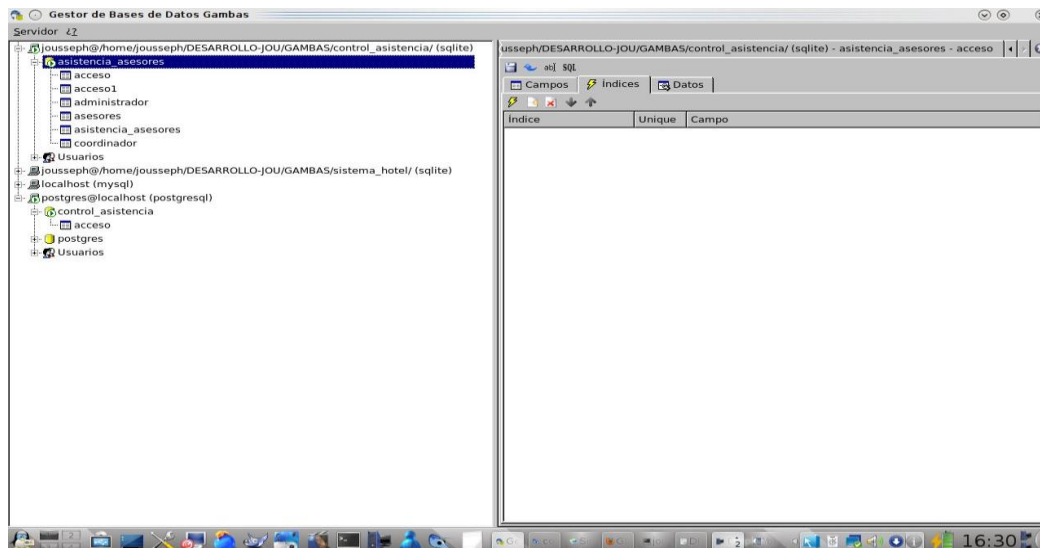 Gestor de Bases de Datos Gambas
Servidor ¿?
jousseph@/home/jousseph/DESARROLLO-JOU/GAMBAS/control_asistencia/ (sqlite)
asistencia_asesores
acceso
acceso1
administrador
asesores
asistencia_asesores
coordinador
Usuarios
jousseph@/home/jousseph/DESARROLLO-JOU/GAMBAS/sistema_hotel/ (sqlite)
localhost (mysql)
postgres@localhost (postgresql)
control_asistencia
acceso
postgres
Usuarios
usseph/DESARROLLO-JOU/GAMBAS/control_asistencia/ (sqlite) - asistencia_asesores - acceso
ab SQL
Campos Índices Datos
Índice Unique Campo
2
16:30